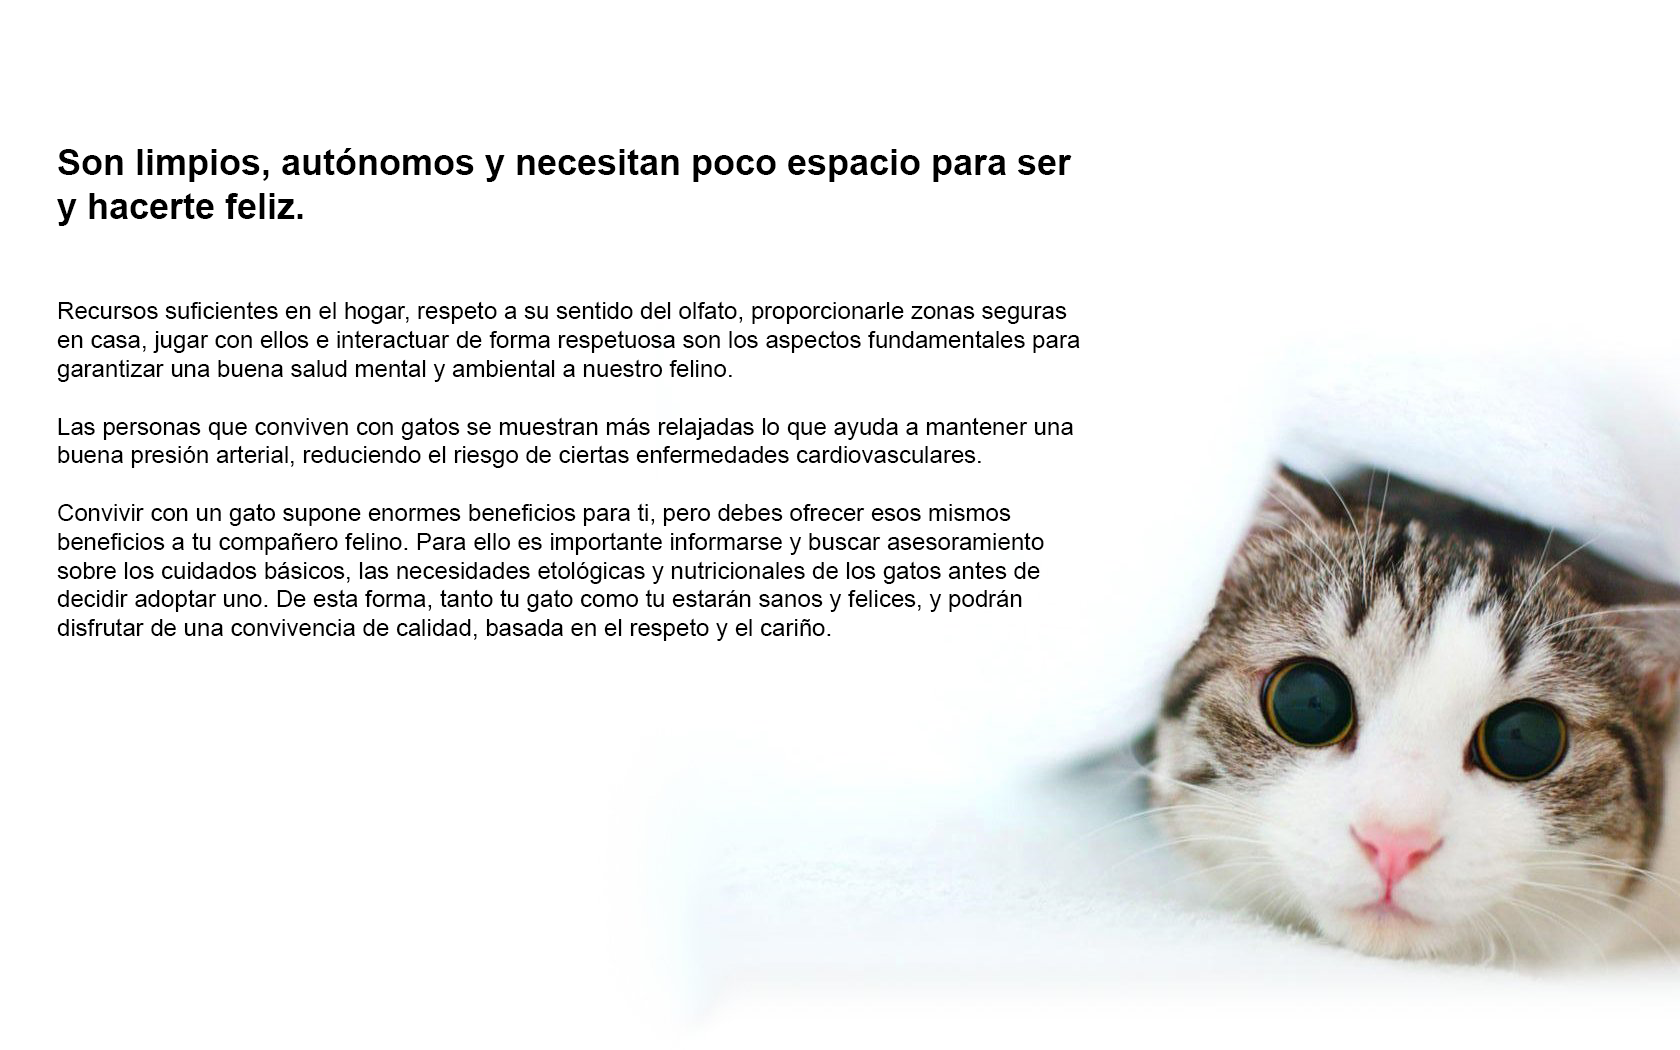 Son limpios, autónomos y necesitan poco espacio para ser
y hacerte feliz.
Recursos suficientes en el hogar, respeto a su sentido del olfato, proporcionarle zonas seguras
en casa, jugar con ellos e interactuar de forma respetuosa son los aspectos fundamentales para
garantizar una buena salud mental y ambiental a nuestro felino.
Las personas que conviven con gatos se muestran más relajadas lo que ayuda a mantener una
buena presión arterial, reduciendo el riesgo de ciertas enfermedades cardiovasculares.
Convivir con un gato supone enormes beneficios para ti, pero debes ofrecer esos mismos
beneficios a tu compañero felino. Para ello es importante informarse y buscar asesoramiento
sobre los cuidados básicos, las necesidades etológicas y nutricionales de los gatos antes de
decidir adoptar uno. De esta forma, tanto tu gato como tu estarán sanos y felices, y podrán
disfrutar de una convivencia de calidad, basada en el respeto y el cariño.